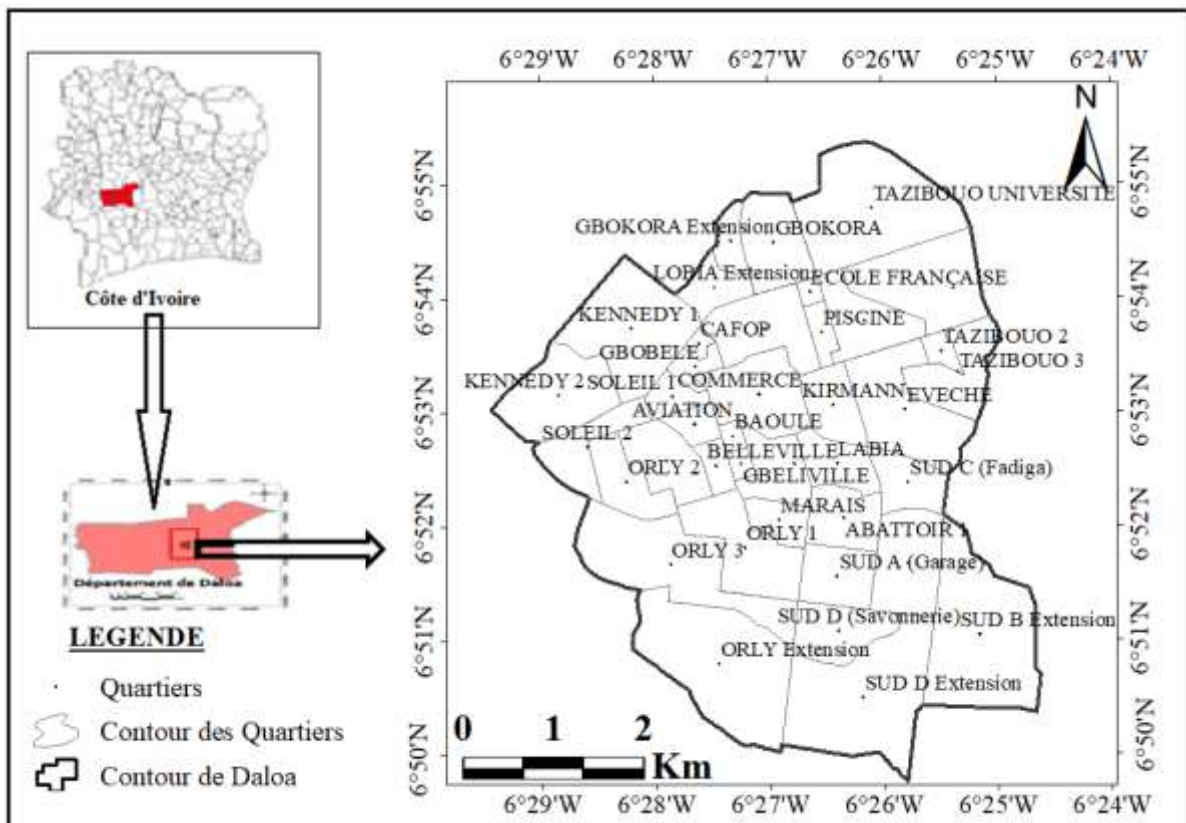 6°29'W 6°28'W 6°27'W 6°26'W 6°25'W 6°24'W
N
6°55'N 6°55'N
TAZIBOUO UNIVERSITE
GBOKORA Extension GBOKORA
LOBIA Extension ECOLE FRANÇAISE
6°54'N 6°54'N
KENNEDY 1 CAFOP PISCINE
TAZIBOUO 2
GBOBELE TAZIBOUO 3
KENNEDY 2 SOLEIL 1 COMMERCE KIRMANN EVECHE
6°53'N 6°53'N
AVIATION BAOULE
SOLEIL 2 BELLEVILLE LABIA
ORLY 2 GBELIVILLE SUD C (Fadiga)
MARAIS
6°52'N 6°52'N
ORLY 1 ABATTOIR 1
ORLY 3 SUD A (Garage)
SUD D (Savonnerie) SUD B Extension
6°51'N 6°51'N
ORLY Extension
SUD D Extension
0 1 2
Km
6°50'N 6°50'N
6°29'W 6°28'W 6°27'W 6°26'W 6°25'W 6°24'W
Côte d'Ivoire
Département de Daloa
LEGENDE
Quartiers
Contour des Quartiers
Contour de Daloa